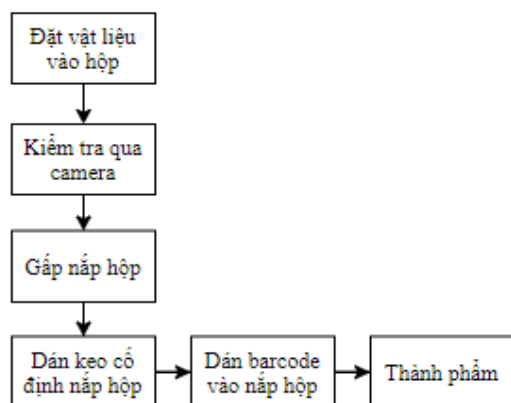 Đặt vật liệu
vào hộp
Kiểm tra qua
camera
Gấp nắp hộp
Dán keo cố
định nắp hộp
Dán barcode
vào nắp hộp
Thành phẩm